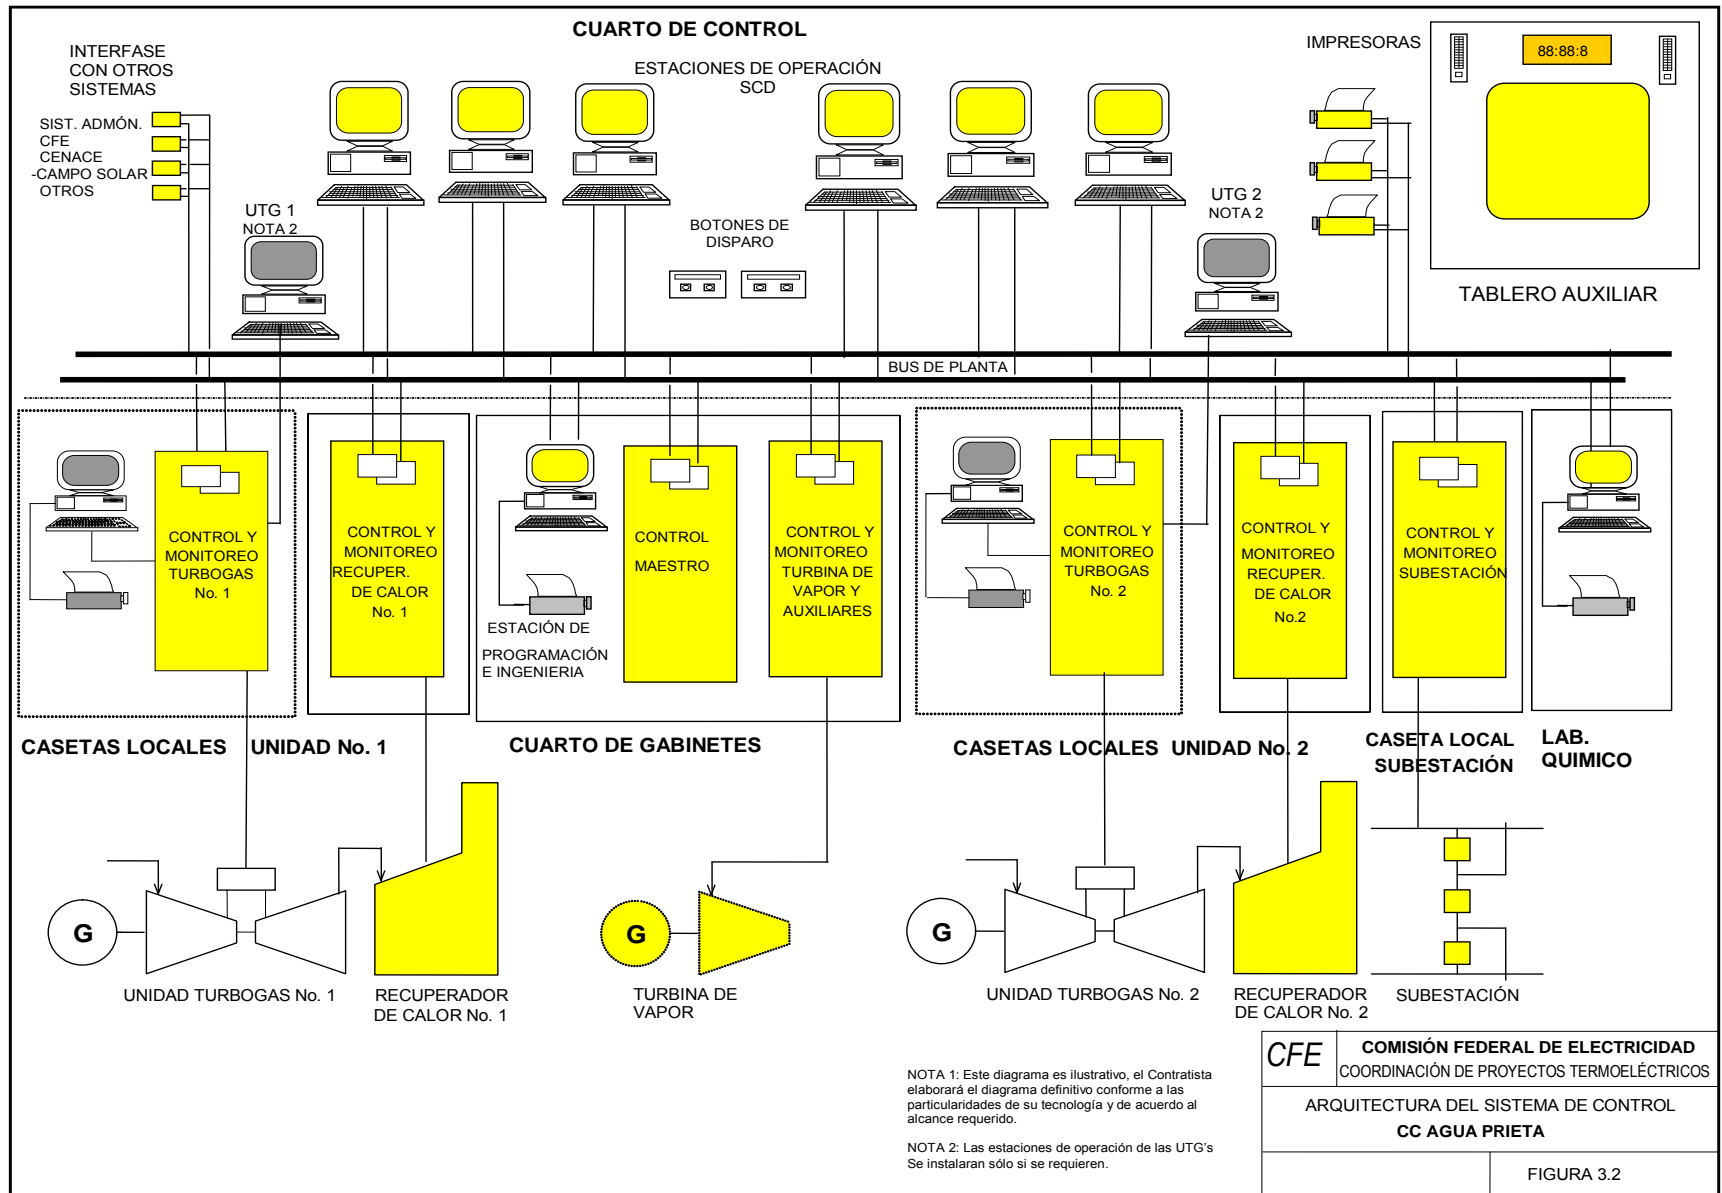 CUARTO DE CONTROL
INTERFASE
CON OTROS
SISTEMAS
SIST. ADMÓN.
CFE
CENACE
-CAMPO SOLAR
OTROS
ESTACIONES DE OPERACIÓN
SCD
IMPRESORAS
88:88:8
TABLERO AUXILIAR
UTG 1
NOTA 2
BOTONES DE
DISPARO
UTG 2
NOTA 2
BUS DE PLANTA
CONTROL Y
MONITOREO
TURBOGAS
No. 1
CONTROL Y
MONITOREO
RECUPER.
DE CALOR
No. 1
ESTACIÓN DE
PROGRAMACIÓN
E INGENIERIA
CONTROL
MAESTRO
CONTROL Y
MONITOREO
TURBINA DE
VAPOR Y
AUXILIARES
CONTROL Y
MONITOREO
TURBOGAS
No. 2
CONTROL Y
MONITOREO
RECUPER.
DE CALOR
No.2
CONTROL Y
MONITOREO
SUBESTACIÓN
CASETAS LOCALES UNIDAD No. 1
CUARTO DE GABINETES
CASETAS LOCALES UNIDAD No. 2
CASETA LOCAL
SUBESTACIÓN
LAB.
QUIMICO
G
UNIDAD TURBOGAS No. 1
RECUPERADOR
DE CALOR No. 1
G
TURBINA DE
VAPOR
G
UNIDAD TURBOGAS No. 2
RECUPERADOR
DE CALOR No. 2
SUBESTACIÓN
NOTA 1: Este diagrama es ilustrativo, el Contratista
elaborará el diagrama definitivo conforme a las
particularidades de su tecnología y de acuerdo al
alcance requerido.
NOTA 2: Las estaciones de operación de las UTG's
Se instalaran sólo si se requieren.
CFE
COMISIÓN FEDERAL DE ELECTRICIDAD
COORDINACIÓN DE PROYECTOS TERMOELÉCTRICOS
ARQUITECTURA DEL SISTEMA DE CONTROL
CC AGUA PRIETA
FIGURA 3.2